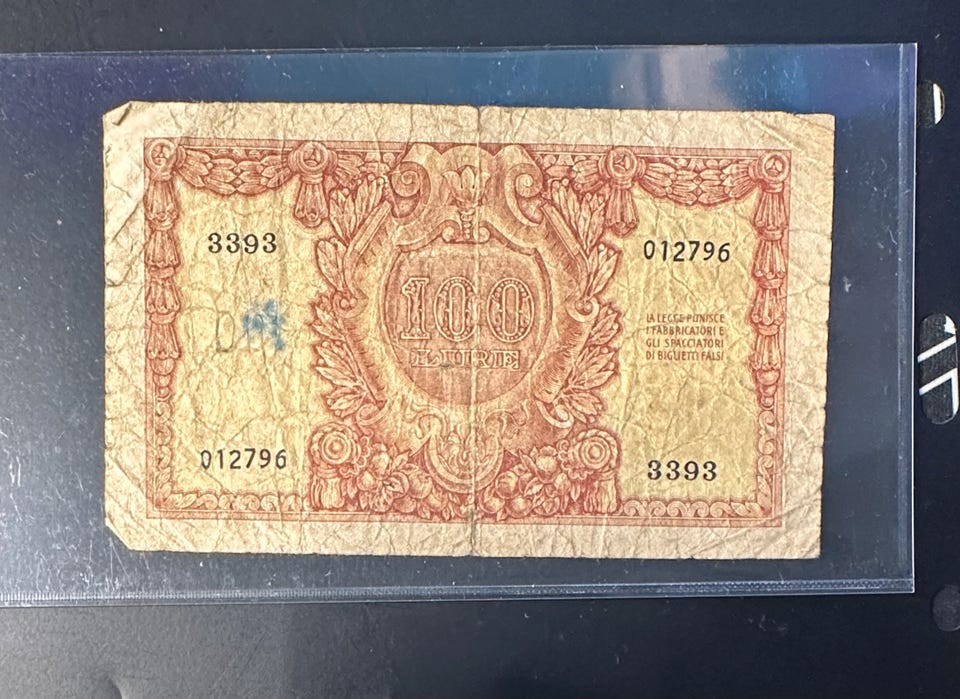 3393
012796
100
LIRE
LA LEGGE PUNISCE
I FABBRICATORI E
GLI SPACCIATORI
DI BIGLIETTI FALSI
012796
3393